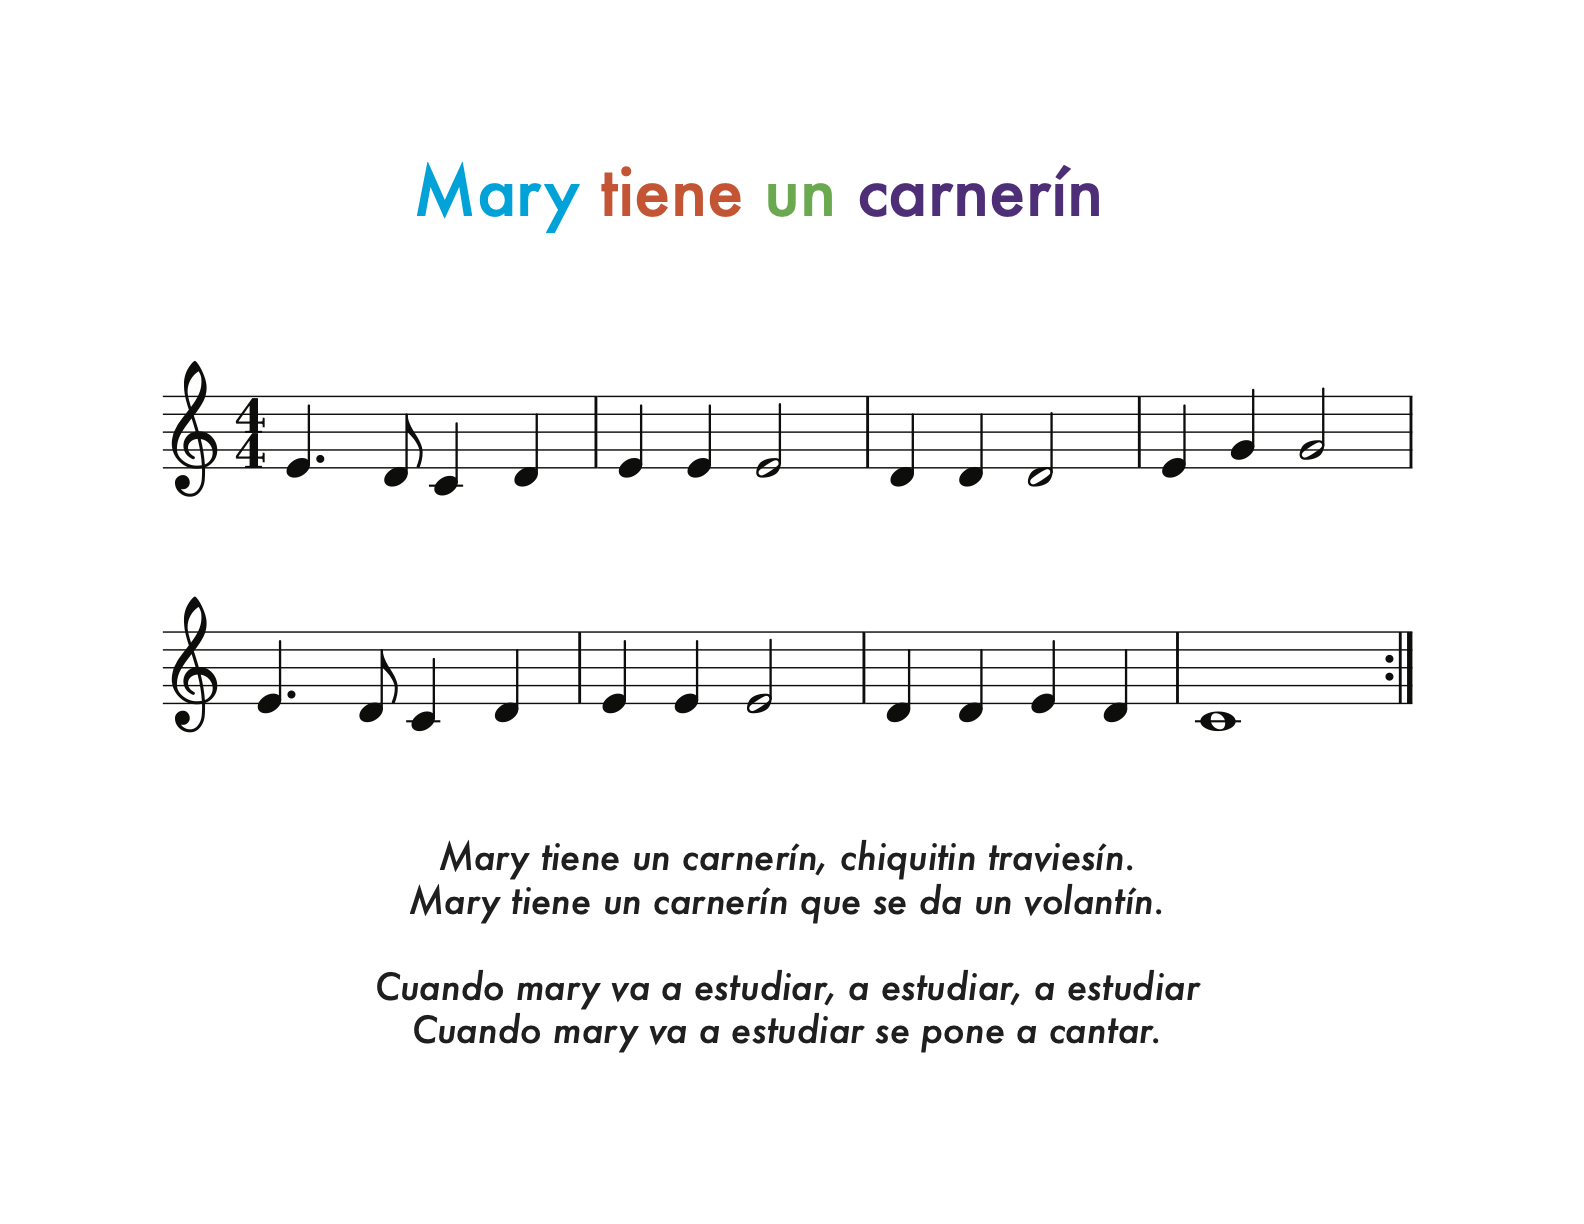 Mary tiene un carnerín
4
4
Mary tiene un carnerín, chiquitin traviesín.
Mary tiene un carnerín que se da un volantín.
Cuando mary va a estudiar, a estudiar, a estudiar
Cuando mary va a estudiar se pone a cantar.